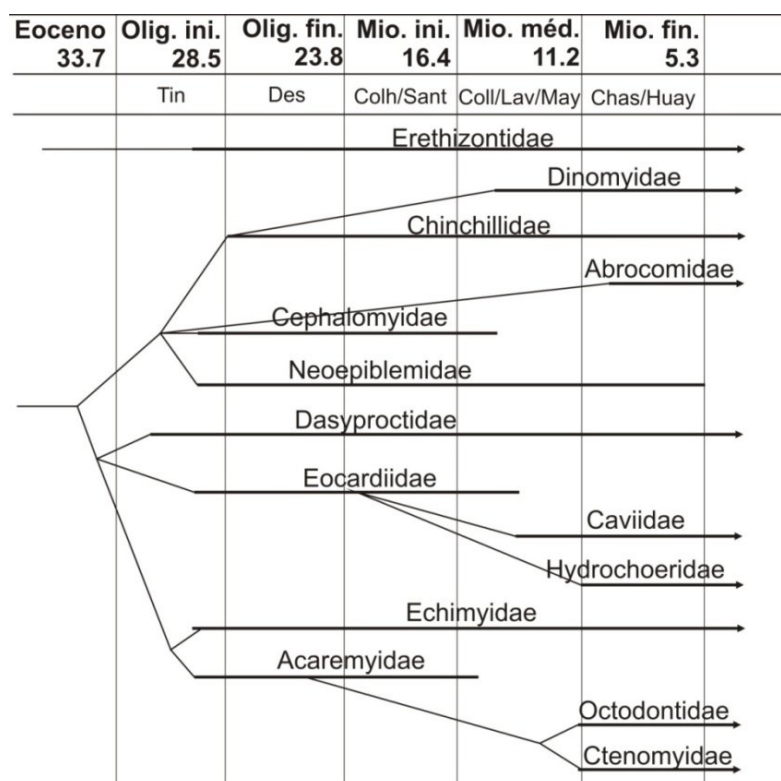 Eoceno Olig. ini. Olig. fin. Mio. ini. Mio. méd. Mio. fin.
33.7 28.5 23.8 16.4 11.2 5.3
Tin Des Colh/Sant Coll/Lav/May Chas/Huay
Erethizontidae
Dinomyidae
Chinchillidae
Abrocomidae
Cephalomyidae
Neoepiblemidae
Dasyproctidae
Eocardiidae
Caviidae
Hydrochoeridae
Echimyidae
Acaremyidae
Octodontidae
Ctenomyidae